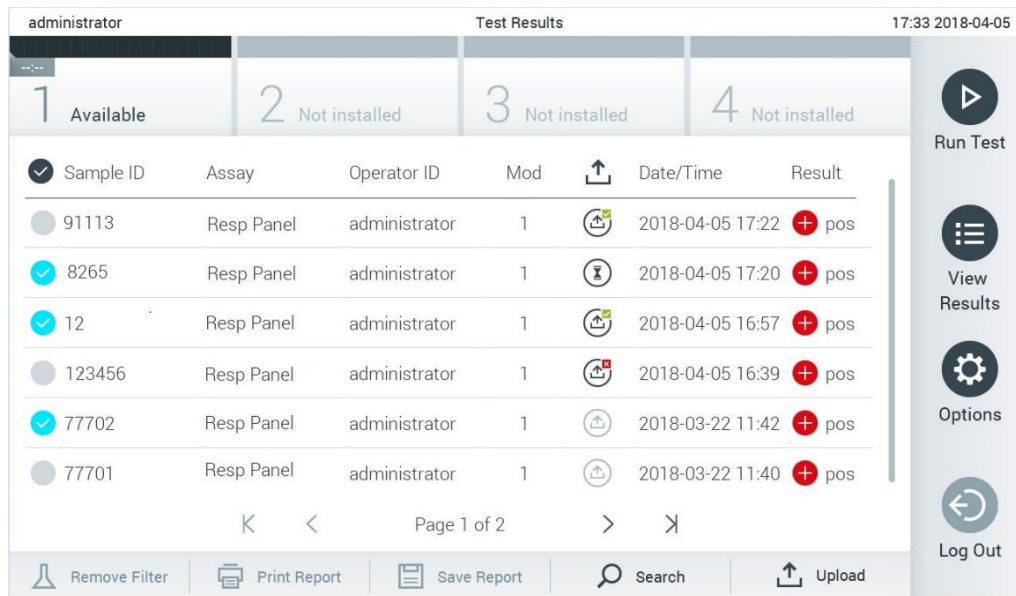 administrator Test Results 17:33 2018-04-05
--:--
1 Available 2 Not installed 3 Not installed 4 Not installed
Run Test
Sample ID Assay Operator ID Mod Date/Time Result
91113 Resp Panel administrator 1 2018-04-05 17:22 pos
8265 Resp Panel administrator 1 2018-04-05 17:20 pos
View
Results
12 Resp Panel administrator 1 2018-04-05 16:57 pos
123456 Resp Panel administrator 1 2018-04-05 16:39 pos
77702 Resp Panel administrator 1 2018-03-22 11:42 pos
Options
77701 Resp Panel administrator 1 2018-03-22 11:40 pos
Page 1 of 2
Log Out
Remove Filter Print Report Save Report Search Upload